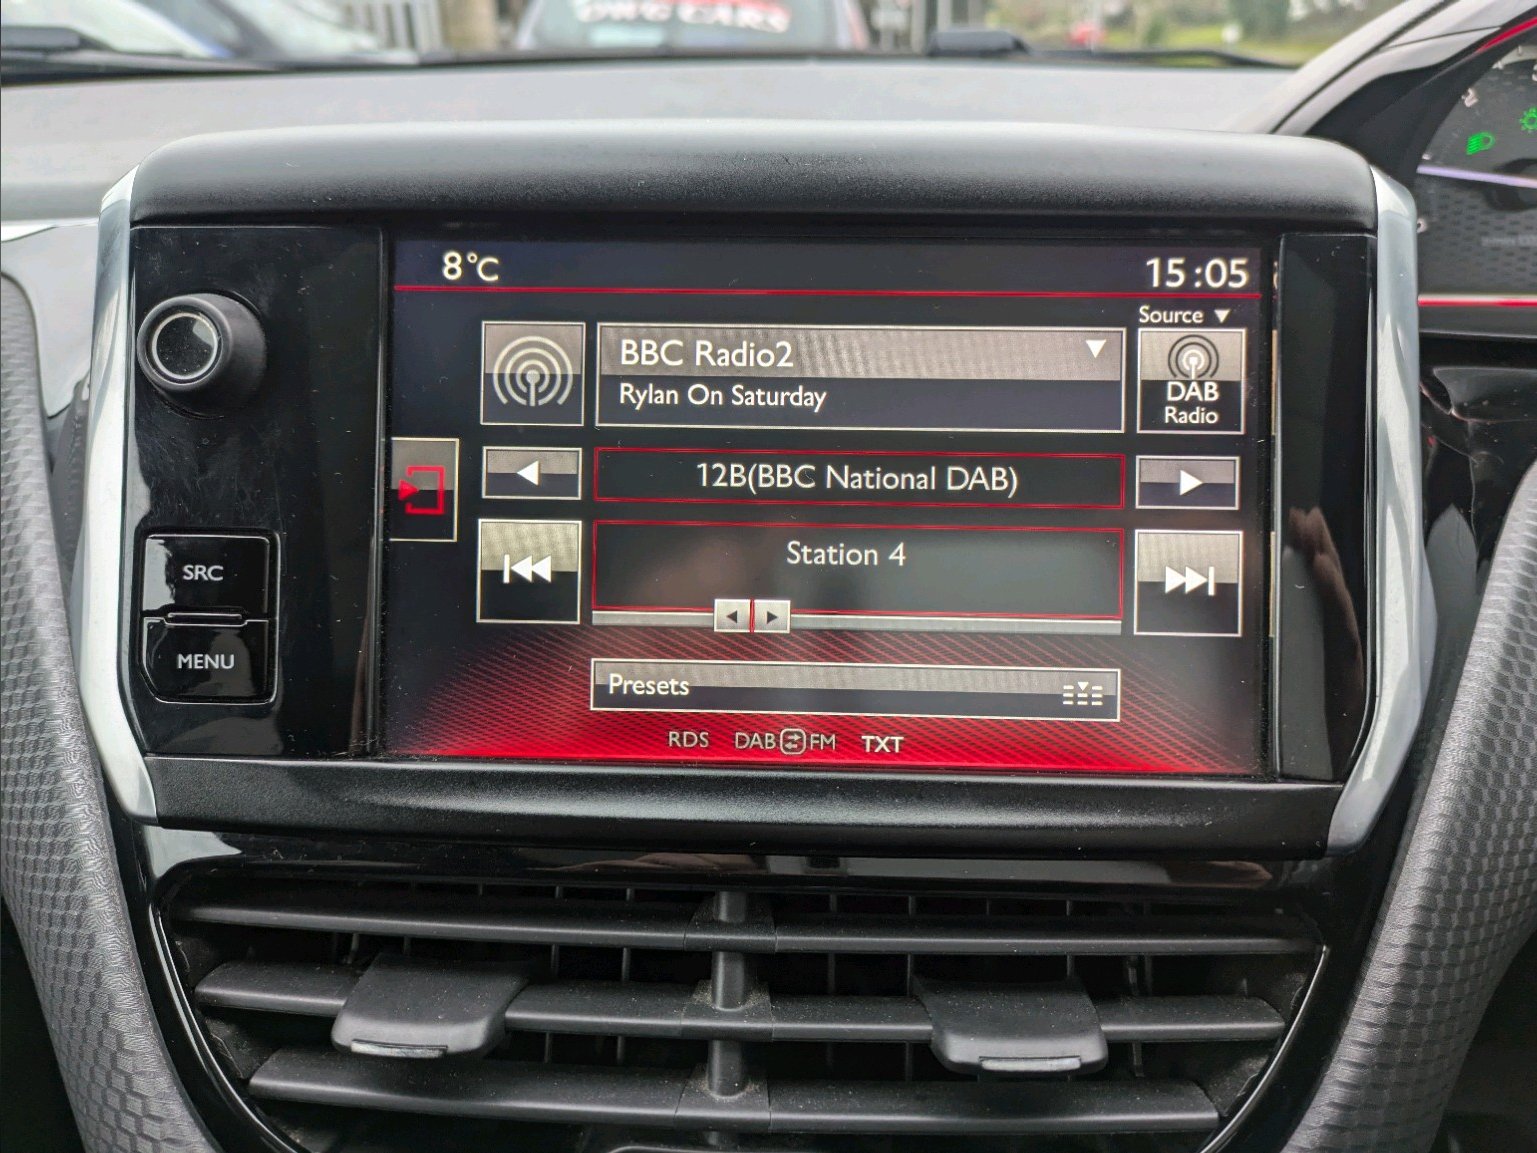 8°C
15:05
Source
BBC Radio2
Rylan On Saturday
DAB
Radio
12B(BBC National DAB)
Station 4
SRC
MENU
Presets
RDS DAB FM TXT
CARS